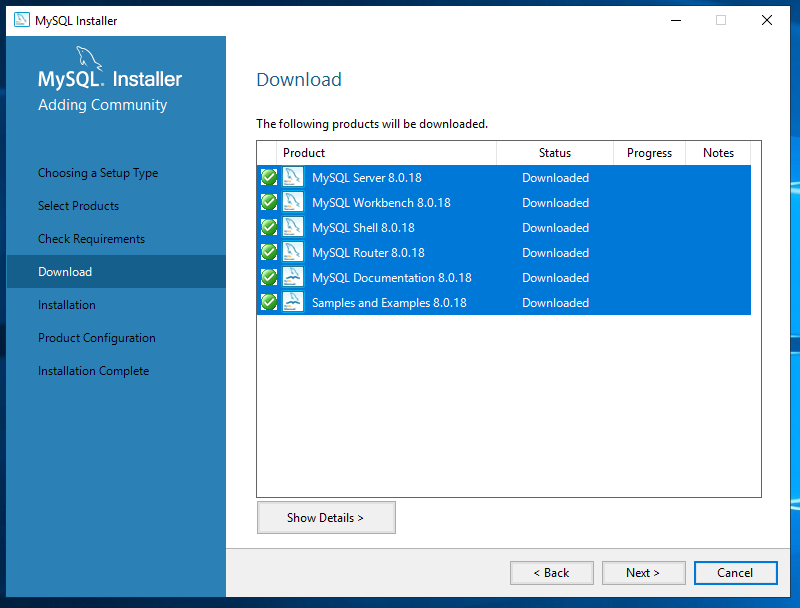 MySQL Installer
MySQL. Installer
Adding Community
Choosing a Setup Type
Select Products
Check Requirements
Download
Installation
Product Configuration
Installation Complete
Download
The following products will be downloaded.
Product Status Progress Notes
MySQL Server 8.0.18 Downloaded
MySQL Workbench 8.0.18 Downloaded
MySQL Shell 8.0.18 Downloaded
MySQL Router 8.0.18 Downloaded
MySQL Documentation 8.0.18 Downloaded
Samples and Examples 8.0.18 Downloaded
Show Details >
< Back Next > Cancel